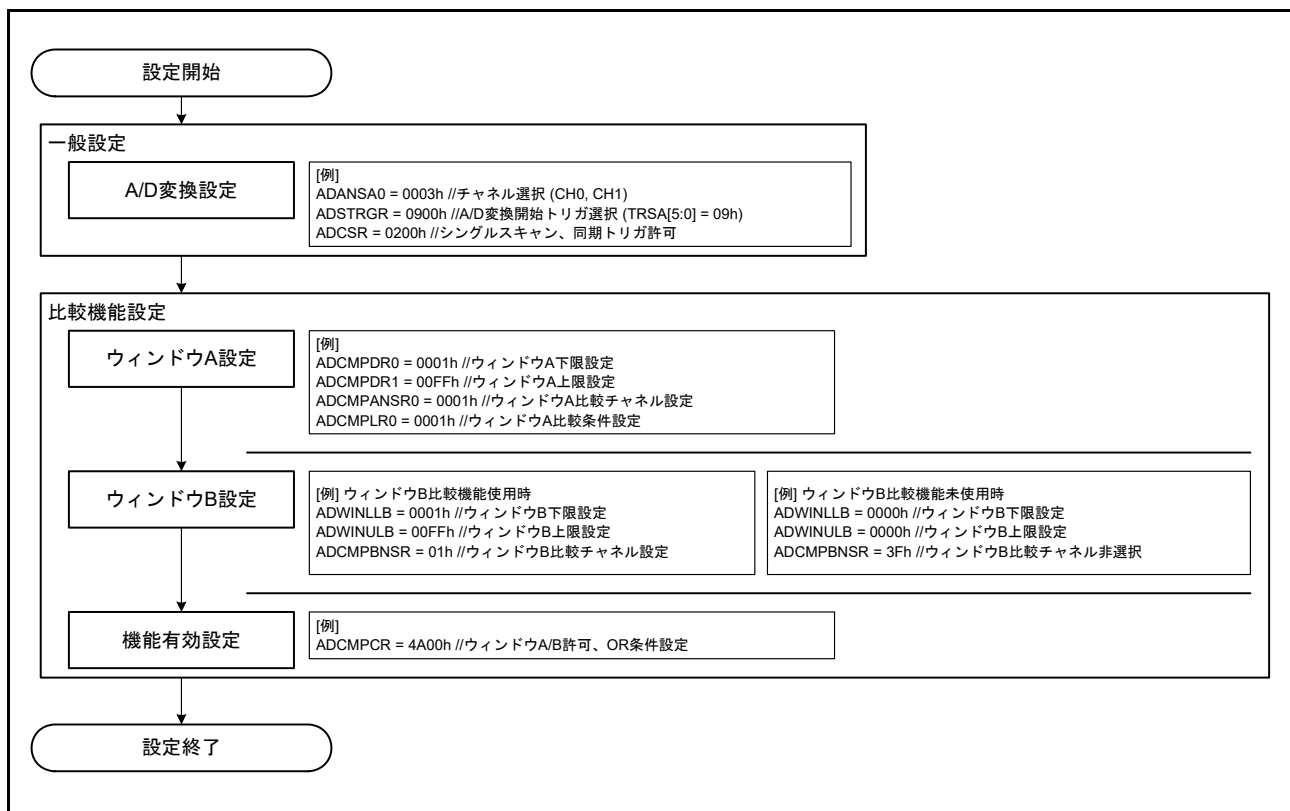 設定開始
一般設定
A/D変換設定
[例]
ADANSA0 = 0003h //チャネル選択 (CH0, CH1)
ADSTRGR = 0900h //A/D変換開始トリガ選択 (TRSA[5:0] = 09h)
ADCSR = 0200h //シングルスキャン、同期トリガ許可
比較機能設定
ウィンドウA設定
[例]
ADCMPDR0 = 0001h //ウィンドウA下限設定
ADCMPDR1 = 00FFh //ウィンドウA上限設定
ADCMPANSR0 = 0001h //ウィンドウA比較チャネル設定
ADCMPLR0 = 0001h //ウィンドウA比較条件設定
ウィンドウB設定
[例] ウィンドウB比較機能使用時
ADWINLLB = 0001h //ウィンドウB下限設定
ADWINULB = 00FFh //ウィンドウB上限設定
ADCMPBNSR = 01h //ウィンドウB比較チャネル設定
[例] ウィンドウB比較機能未使用時
ADWINLLB = 0000h //ウィンドウB下限設定
ADWINULB = 0000h //ウィンドウB上限設定
ADCMPBNSR = 3Fh //ウィンドウB比較チャネル非選択
機能有効設定
[例]
ADCMPCR = 4A00h //ウィンドウA/B許可、OR条件設定
設定終了